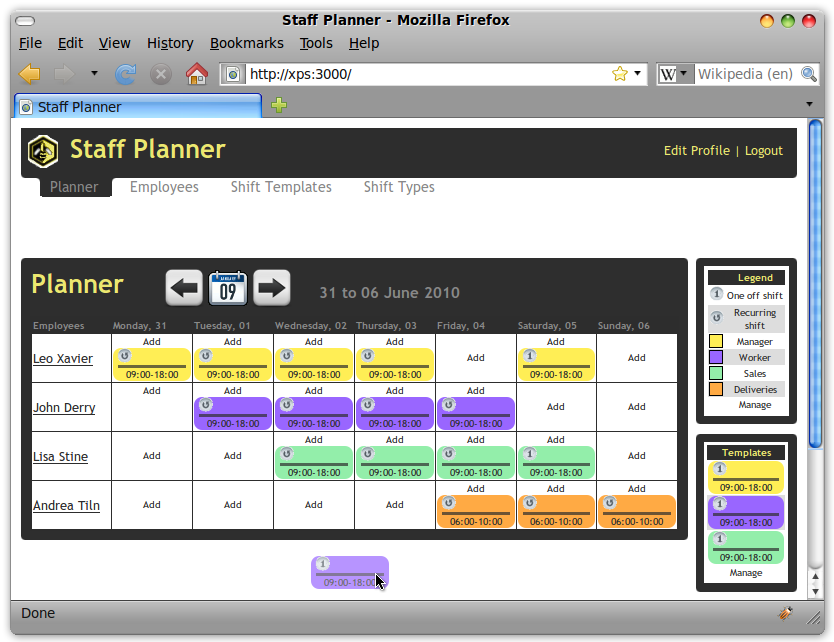 Staff Planner - Mozilla Firefox
File Edit View History Bookmarks Tools Help
http://xps:3000/
W Wikipedia (en)
Staff Planner
Staff Planner
Edit Profile | Logout
Planner Employees Shift Templates Shift Types
Planner
09
31 to 06 June 2010
Employees Monday, 31 Tuesday, 01 Wednesday, 02 Thursday, 03 Friday, 04 Saturday, 05 Sunday, 06
Leo Xavier
Add Add Add Add Add Add Add
09:00-18:00 09:00-18:00 09:00-18:00 09:00-18:00 1 09:00-18:00
John Derry
Add Add Add Add Add Add Add
09:00-18:00 09:00-18:00 09:00-18:00 09:00-18:00
Lisa Stine
Add Add Add Add Add Add Add
09:00-18:00 09:00-18:00 09:00-18:00 1 09:00-18:00
Andrea Tiln
Add Add Add Add Add Add Add
06:00-10:00 06:00-10:00 06:00-10:00
1
09:00-18:00
Legend
1 One off shift
Recurring
shift
Manager
Worker
Sales
Deliveries
Manage
Templates
1
09:00-18:00
1
09:00-18:00
1
09:00-18:00
Manage
Done